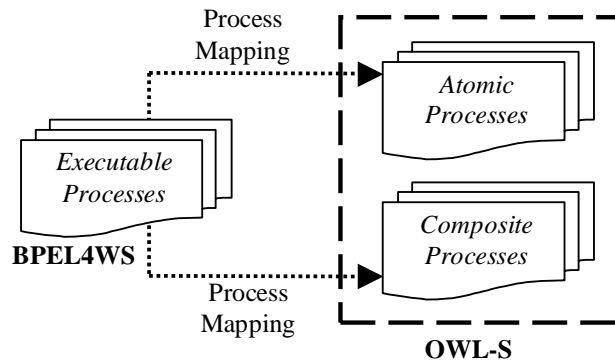 Process
Mapping
Atomic
Processes
Executable
Processes
BPEL4WS
Composite
Processes
Process
Mapping
OWL-S